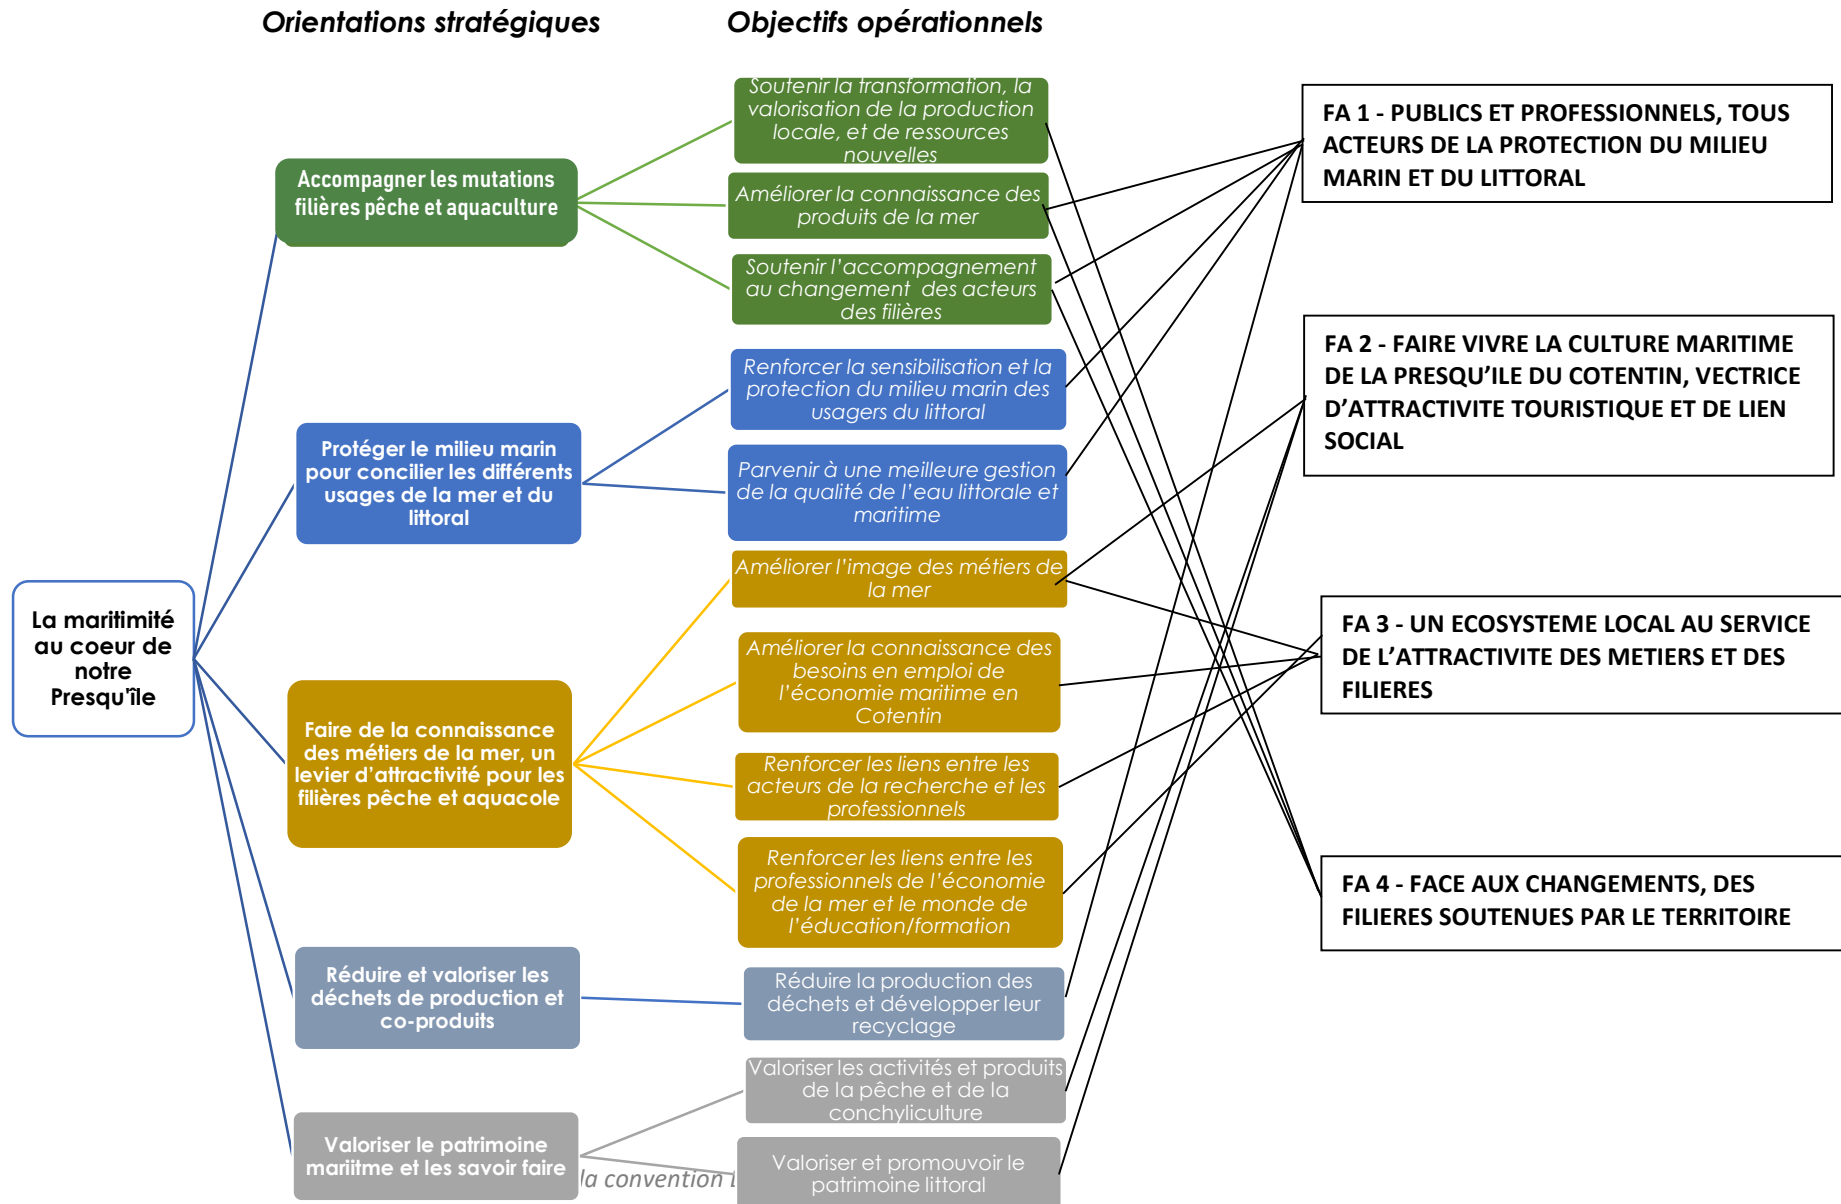 Orientations stratégiques
Objectifs opérationnels
La maritimité
au coeur de
notre
Presqu'île
Accompagner les mutations
filières pêche et aquaculture
Soutenir la transformation, la
valorisation de la production
locale, et de ressources
nouvelles
Améliorer la connaissance des
produits de la mer
Soutenir l’accompagnement
au changement des acteurs
des filières
Protéger le milieu marin
pour concilier les différents
usages de la mer et du
littoral
Renforcer la sensibilisation et la
protection du milieu marin des
usagers du littoral
Parvenir à une meilleure gestion
de la qualité de l’eau littorale et
maritime
Faire de la connaissance
des métiers de la mer, un
levier d’attractivité pour les
filières pêche et aquacole
Améliorer l’image des métiers de
la mer
Améliorer la connaissance des
besoins en emploi de
l’économie maritime en
Cotentin
Renforcer les liens entre les
acteurs de la recherche et les
professionnels
Renforcer les liens entre les
professionnels de l’économie
de la mer et le monde de
l’éducation/formation
Réduire et valoriser les
déchets de production et
co-produits
Réduire la production des
déchets et développer leur
recyclage
Valoriser le patrimoine
mariitme et les savoir faire
Valoriser les activités et produits
de la pêche et de la
conchyliculture
Valoriser et promouvoir le
patrimoine littoral
la convention
FA 1 - PUBLICS ET PROFESSIONNELS, TOUS
ACTEURS DE LA PROTECTION DU MILIEU
MARIN ET DU LITTORAL
FA 2 - FAIRE VIVRE LA CULTURE MARITIME
DE LA PRESQU’ILE DU COTENTIN, VECTRICE
D’ATTRACTIVITE TOURISTIQUE ET DE LIEN
SOCIAL
FA 3 - UN ECOSYSTEME LOCAL AU SERVICE
DE L’ATTRACTIVITE DES METIERS ET DES
FILIERES
FA 4 - FACE AUX CHANGEMENTS, DES
FILIERES SOUTENUES PAR LE TERRITOIRE